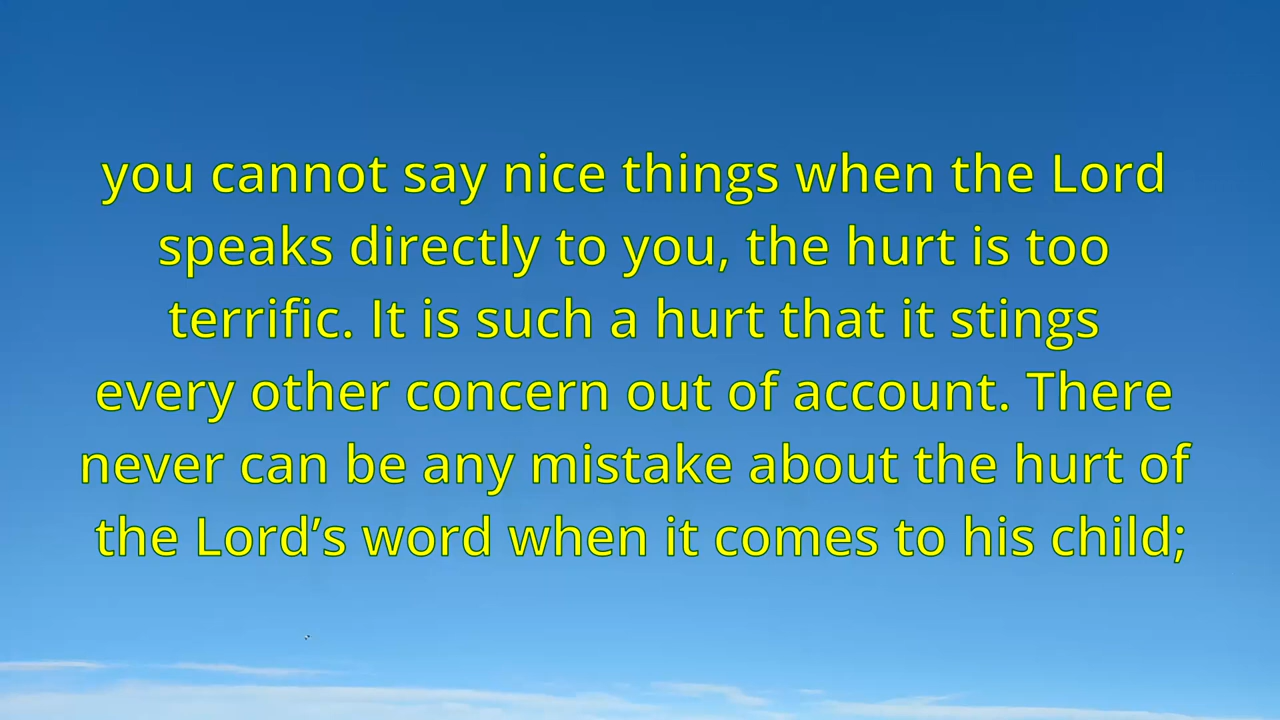 you cannot say nice things when the Lord
speaks directly to you, the hurt is too
terrific. It is such a hurt that it stings
every other concern out of account. There
never can be any mistake about the hurt of
the Lord’s word when it comes to his child;